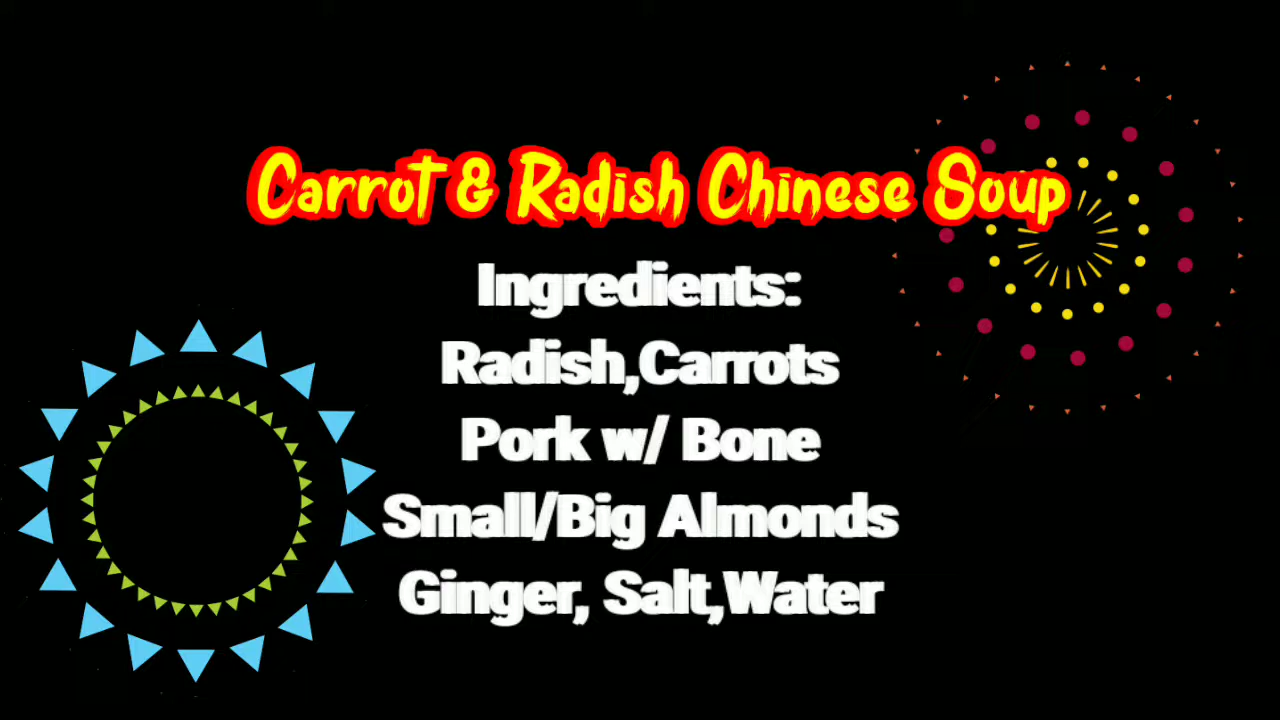 Carrot & Radish Chinese Soup
Ingredients:
Radish,Carrots
Pork w/ Bone
Small/Big Almonds
Ginger, Salt,Water